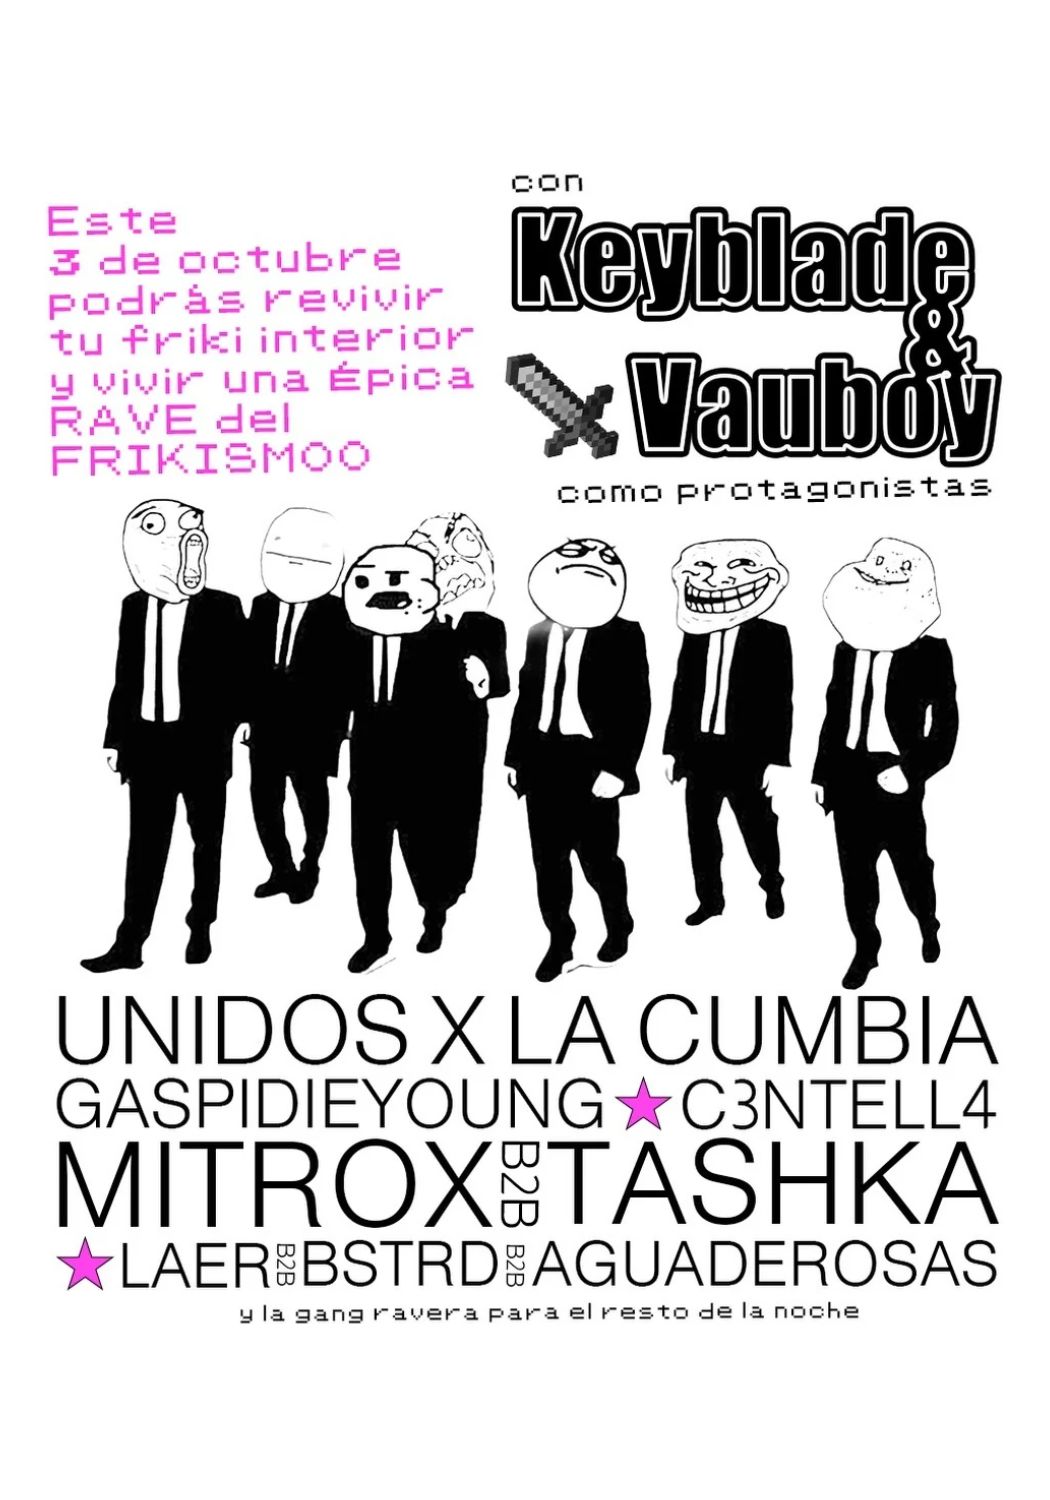 Este
3 de octubre
podrás revivir
tu friki interior
y vivir una Épica
RAVE del
FRIKISMOO
con
Keyblade
&
Vauboy
como protagonistas
UNIDOS X LA CUMBIA
GASPIDIEYOUNG ★ C3NTELL4
MITROX B2B TASHKA
★ LAER B2B BSTRD B2B AGUADEROSAS
y la gang ravera para el resto de la noche